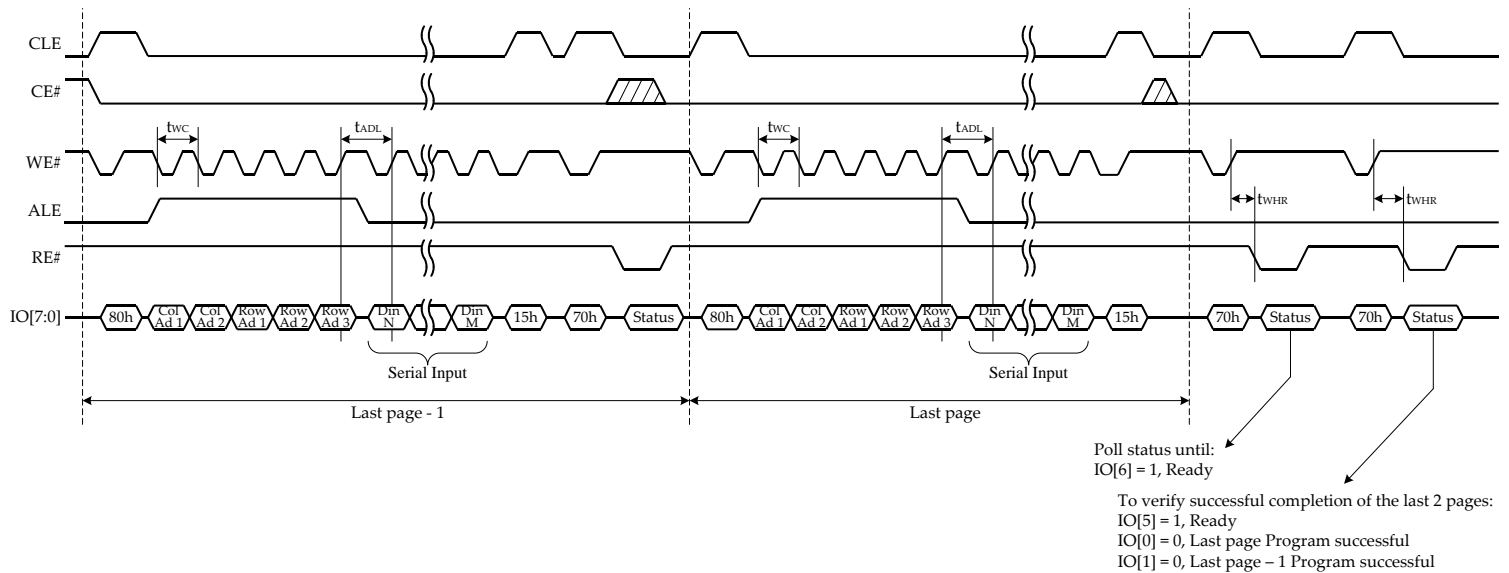 CLE
CE#
tWC tADL tWC tADL
WE#
ALE
tWHR tWHR
RE#
IO[7:0] 80h Col Ad 1 Col Ad 2 Row Ad 1 Row Ad 2 Row Ad 3 Din N Din M 15h 70h Status 80h Col Ad 1 Col Ad 2 Row Ad 1 Row Ad 2 Row Ad 3 Din N Din M 15h 70h Status 70h Status
Serial Input Serial Input
Last page - 1 Last page
Poll status until:
IO[6] = 1, Ready
To verify successful completion of the last 2 pages:
IO[5] = 1, Ready
IO[0] = 0, Last page Program successful
IO[1] = 0, Last page – 1 Program successful